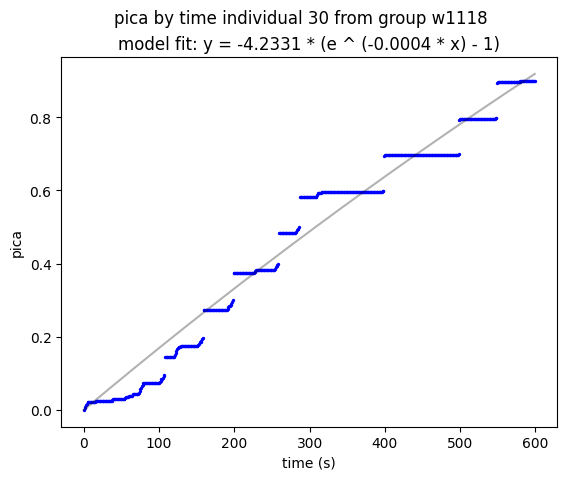 pica by time individual 30 from group w1118
model fit: y = -4.2331 * (e ^ (-0.0004 * x) - 1)
0.8
0.6
pica
0.4
0.2
0.0
0 100 200 300 400 500 600
time (s)